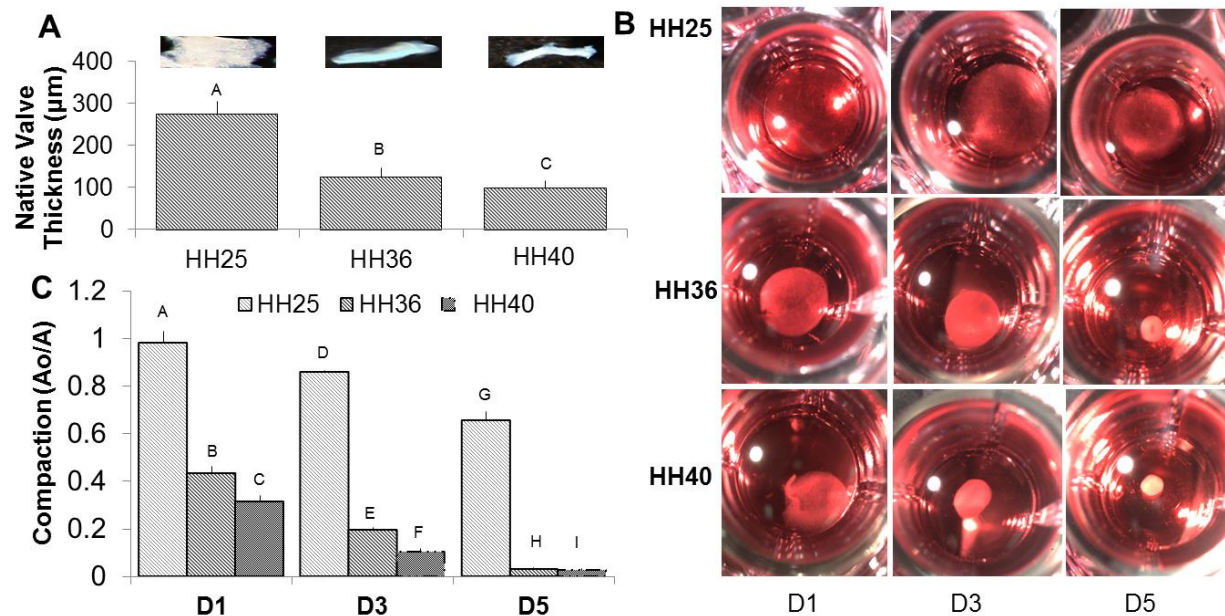 A
Native Valve
Thickness (µm)
400
300
200
100
0
A
B
C
HH25
HH36
HH40
C
Compaction (Ao/A)
1.2
1
0.8
0.6
0.4
0.2
0
HH25
HH36
HH40
A
B
C
D
E
F
G
H
I
D1
D3
D5
B
HH25
HH36
HH40
D1
D3
D5